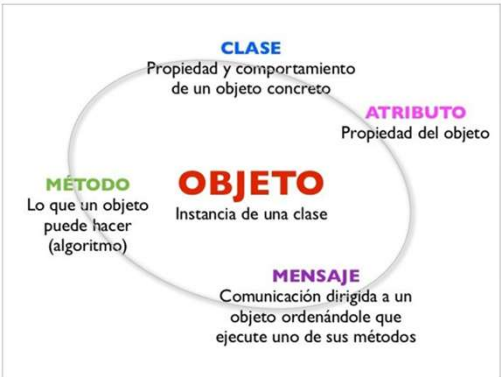 CLASE
Propiedad y comportamiento
de un objeto concreto
ATRIBUTO
Propiedad del objeto
MÉTODO
Lo que un objeto
puede hacer
(algoritmo)
OBJETO
Instancia de una clase
MENSAJE
Comunicación dirigida a un
objeto ordenándole que
ejecute uno de sus métodos